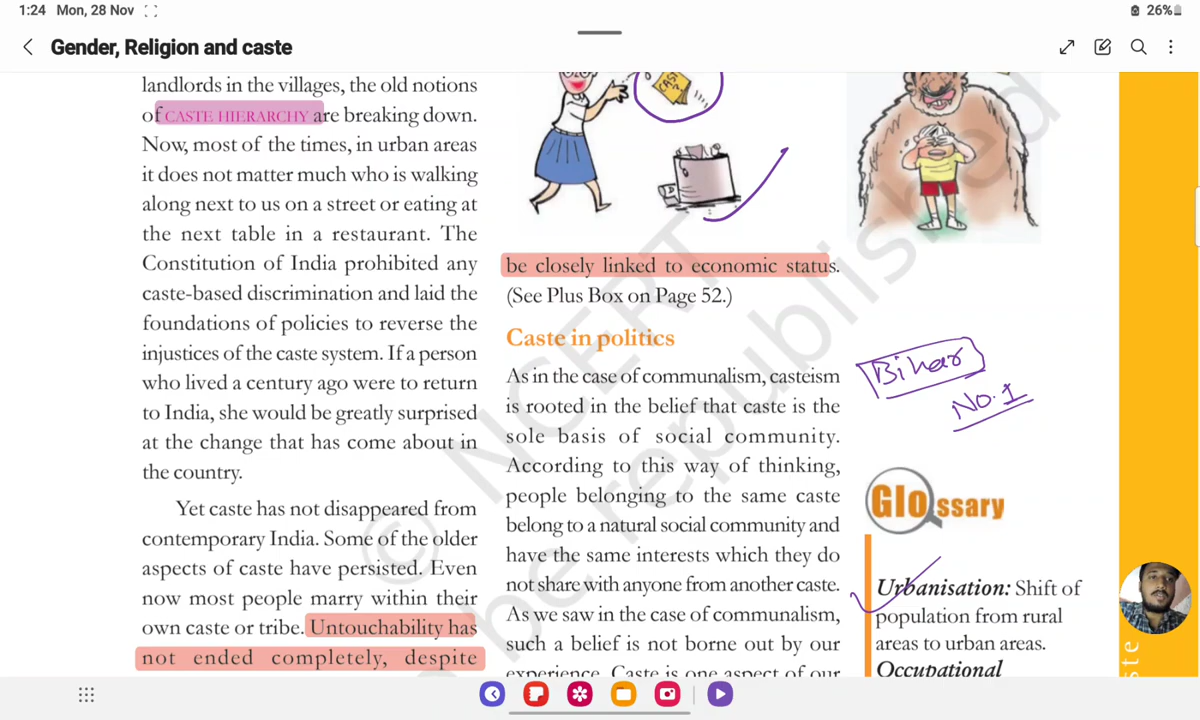 1:24 Mon, 28 Nov
26%
Gender, Religion and caste
landlords in the villages, the old notions
of CASTE HIERARCHY are breaking down.
Now, most of the times, in urban areas
it does not matter much who is walking
along next to us on a street or eating at
the next table in a restaurant. The
Constitution of India prohibited any
caste-based discrimination and laid the
foundations of policies to reverse the
injustices of the caste system. If a person
who lived a century ago were to return
to India, she would be greatly surprised
at the change that has come about in
the country.
Yet caste has not disappeared from
contemporary India. Some of the older
aspects of caste have persisted. Even
now most people marry within their
own caste or tribe. Untouchability has
not ended completely, despite
be closely linked to economic status.
(See Plus Box on Page 52.)
Caste in politics
As in the case of communalism, casteism
is rooted in the belief that caste is the
sole basis of social community.
According to this way of thinking,
people belonging to the same caste
belong to a natural social community and
have the same interests which they do
not share with anyone from another caste.
As we saw in the case of communalism,
such a belief is not borne out by our
experience. Caste is one aspect of our
Bihar
No. 1
Glossary
Urbanisation: Shift of
population from rural
areas to urban areas.
Occupational
© NCERT
be republished